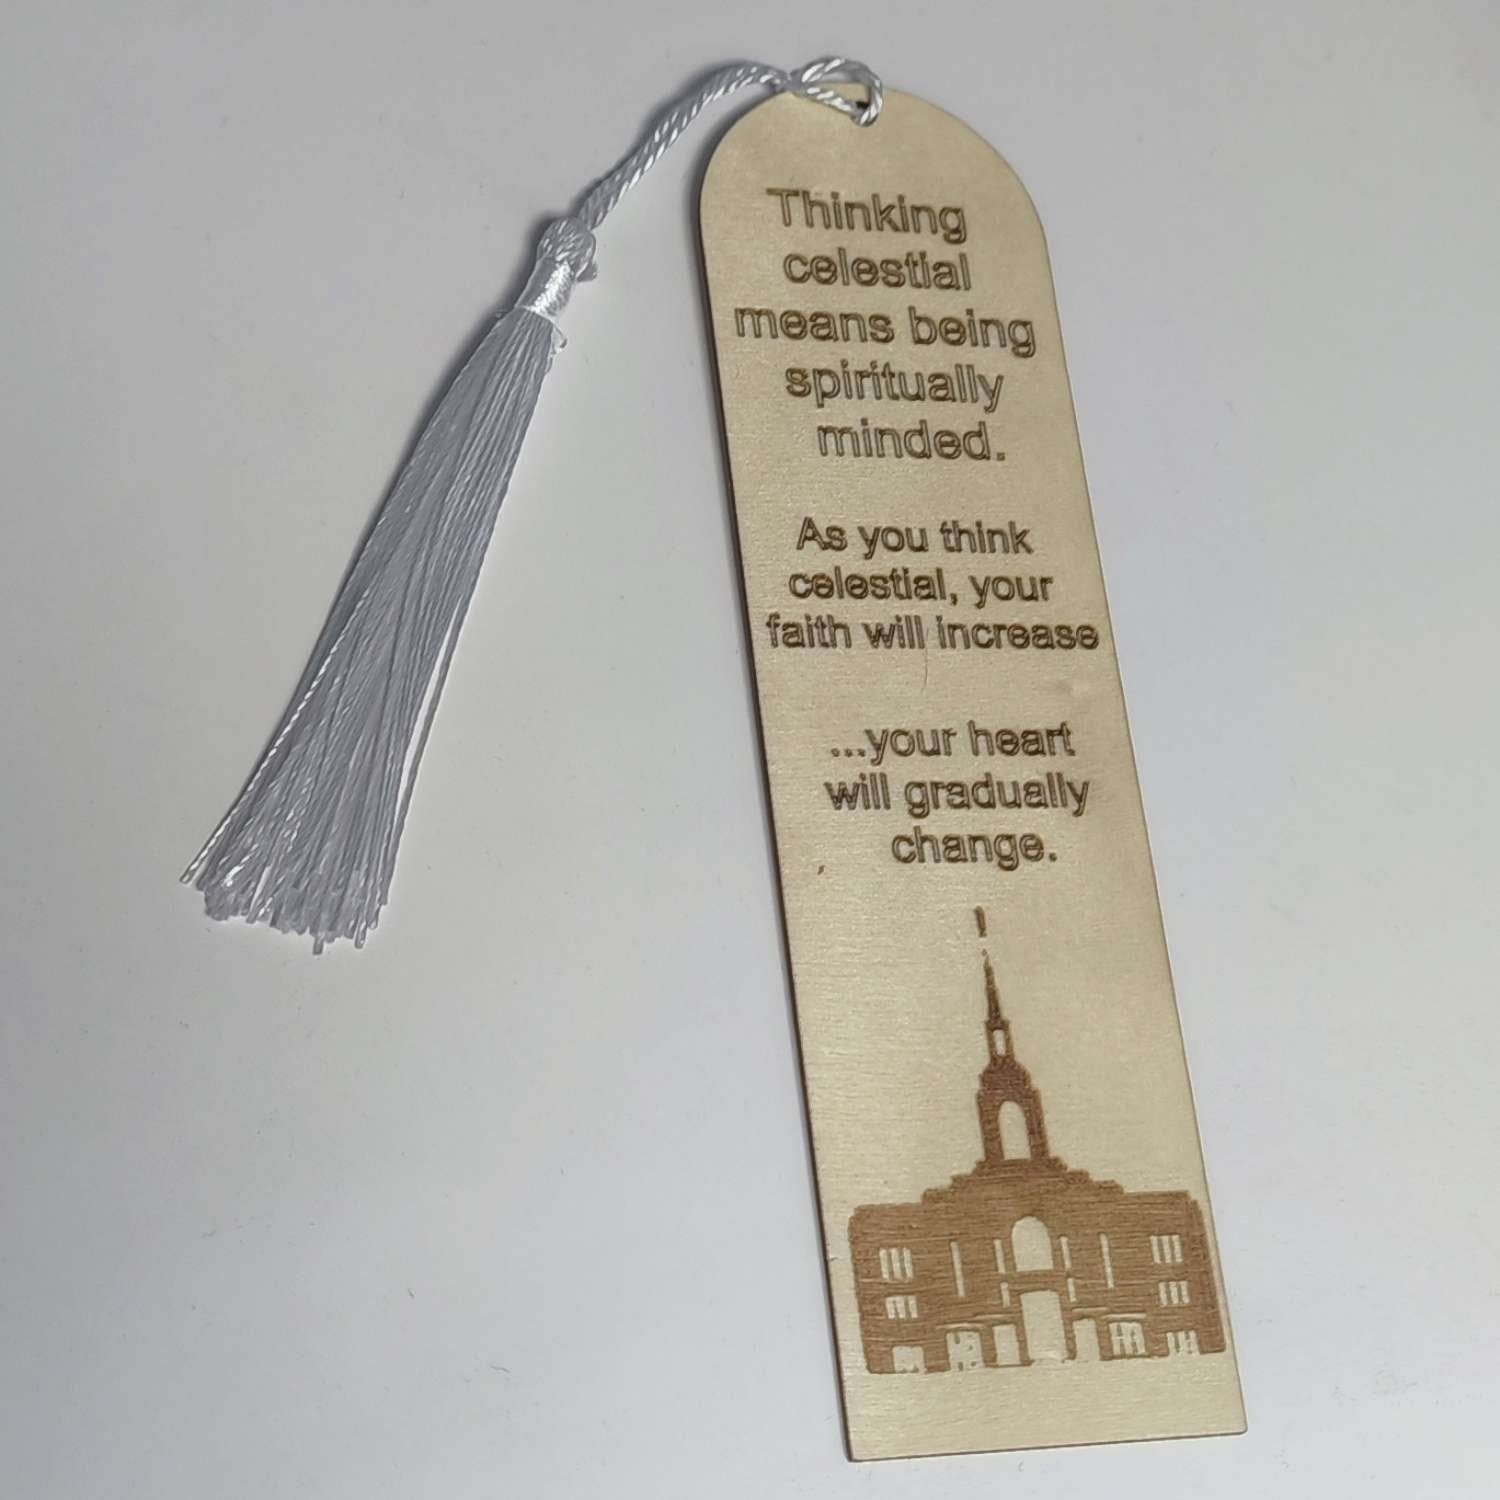 Thinking
celestial
means being
spiritually
minded.
As you think
celestial, your
faith will increase
...your heart
will gradually
change.